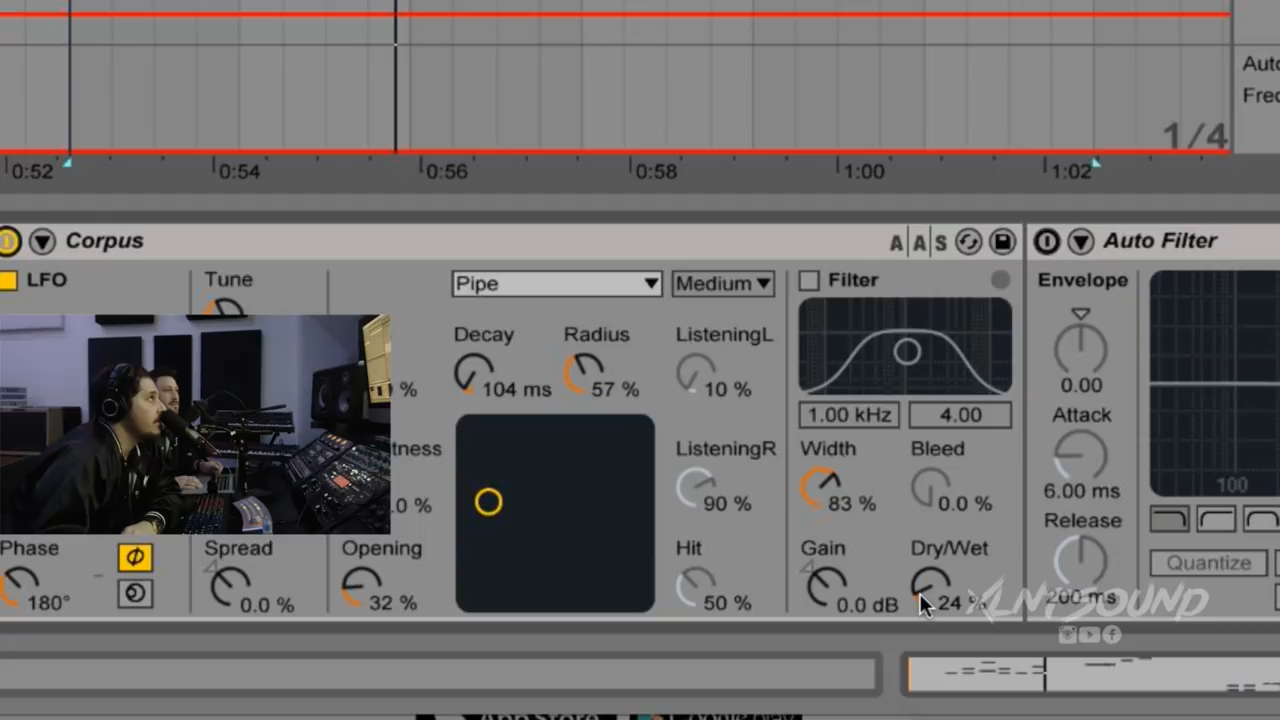 Auto
Freq
1/4
0:52 0:54 0:56 0:58 1:00 1:02
Corpus
A A S
Auto Filter
LFO
Tune
Pipe
Medium
Filter
Envelope
Decay
Radius
ListeningL
104 ms
57 %
10 %
%
0.00
1.00 kHz
4.00
Attack
tness
ListeningR
Width
Bleed
.0 %
90 %
83 %
0.0 %
6.00 ms
100
Release
Phase
Spread
Opening
Hit
Gain
Dry/Wet
Quantize
180°
0.0 %
32 %
50 %
0.0 dB
24 %
200 ms
XLNTSOUND
App Store